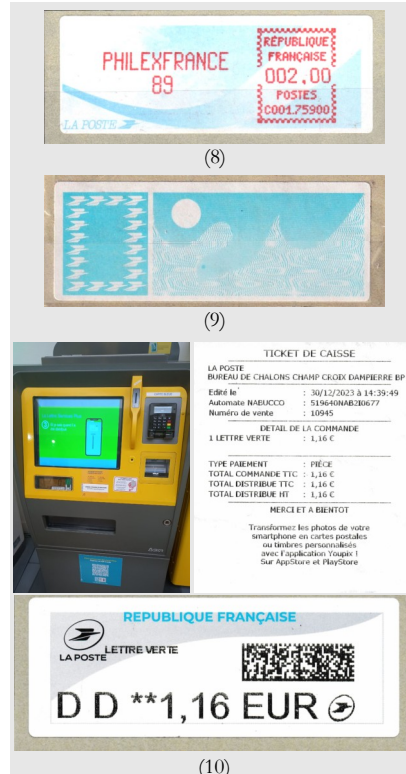 PHILEXFRANCE
89
RÉPUBLIQUE
FRANÇAISE
002,00
POSTES
C001.75900
LA POSTE
(8)
(9)
TICKET DE CAISSE
LA POSTE
BUREAU DE CHALONS CHAMP CROIX DAMPIERRE BP
Edité le : 30/12/2023 à 14:39:49
Automate NABUCCO : 519640NAB2I0677
Numéro de vente : 10945
DETAIL DE LA COMMANDE
1 LETTRE VERTE : 1,16 €
TYPE PAIEMENT : PIÈCE
TOTAL COMMANDE TTC : 1,16 €
TOTAL DISTRIBUE TTC : 1,16 €
TOTAL DISTRIBUE HT : 1,16 €
MERCI ET A BIENTOT
Transformez les photos de votre
smartphone en cartes postales
ou timbres personnalisés
avec l'application Youpix !
Sur AppStore et PlayStore
REPUBLIQUE FRANÇAISE
LA POSTE
LETTRE VERTE
D D **1,16 EUR
(10)